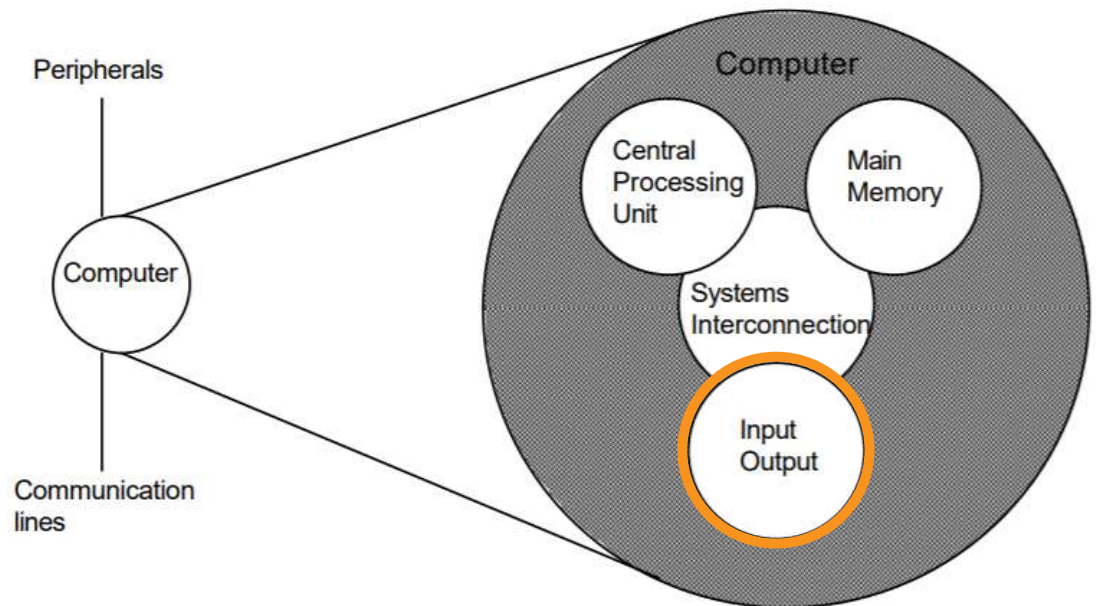 Peripherals
Computer
Communication
lines
Computer
Central
Processing
Unit
Main
Memory
Systems
Interconnection
Input
Output